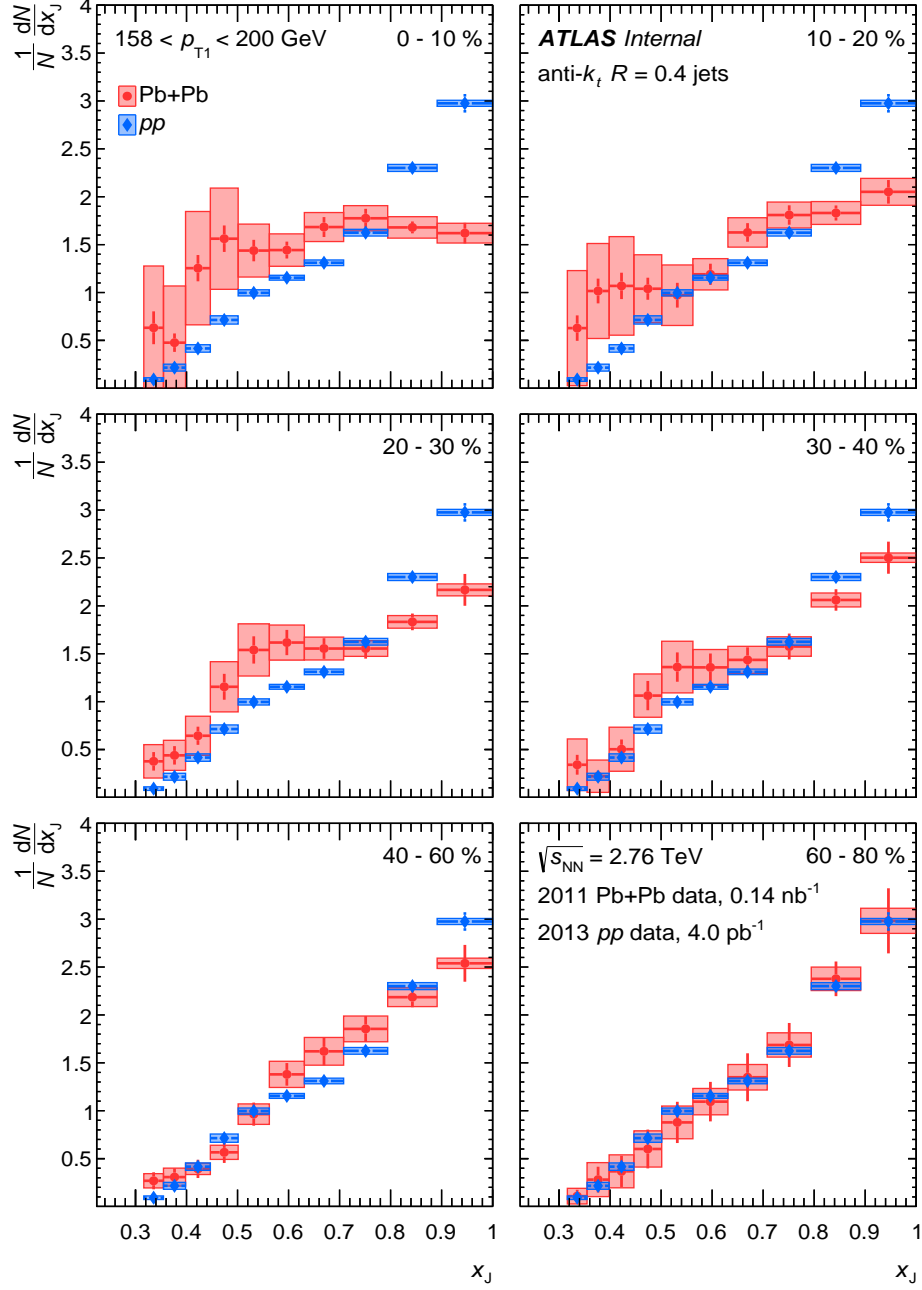 1/N dN/dx_J
4
3.5
3
2.5
2
1.5
1
0.5
158 < p_T1 < 200 GeV
0 - 10 %
Pb+Pb
pp
ATLAS Internal
10 - 20 %
anti-k_t R = 0.4 jets
1/N dN/dx_J
4
3.5
3
2.5
2
1.5
1
0.5
20 - 30 %
30 - 40 %
1/N dN/dx_J
4
3.5
3
2.5
2
1.5
1
0.5
40 - 60 %
√s_NN = 2.76 TeV
60 - 80 %
2011 Pb+Pb data, 0.14 nb⁻¹
2013 pp data, 4.0 pb⁻¹
0.3 0.4 0.5 0.6 0.7 0.8 0.9 1
0.3 0.4 0.5 0.6 0.7 0.8 0.9 1
x_J
x_J